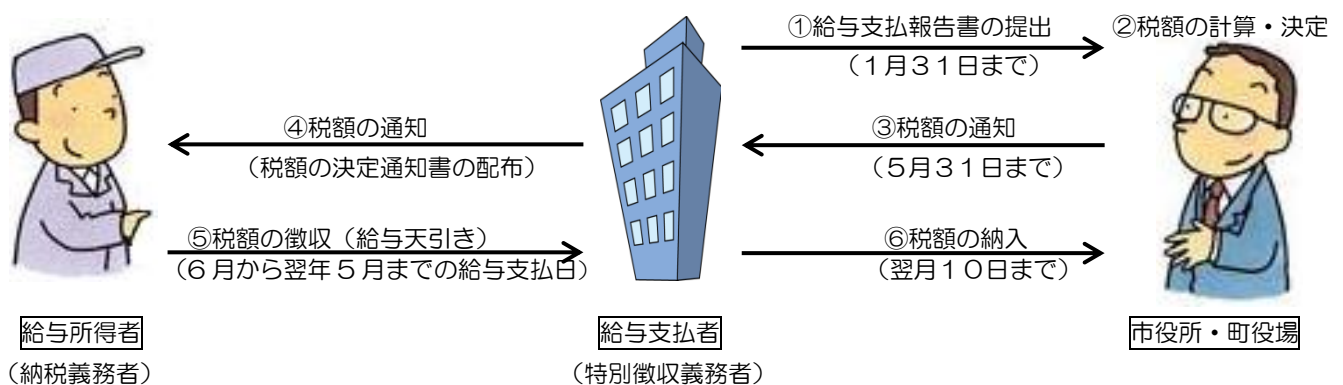 ①給与支払報告書の提出
（１月３１日まで）
②税額の計算・決定
③税額の通知
（５月３１日まで）
④税額の通知
（税額の決定通知書の配布）
⑤税額の徴収（給与天引き）
（６月から翌年５月までの給与支払日）
⑥税額の納入
（翌月１０日まで）
給与所得者
（納税義務者）
給与支払者
（特別徴収義務者）
市役所・町役場